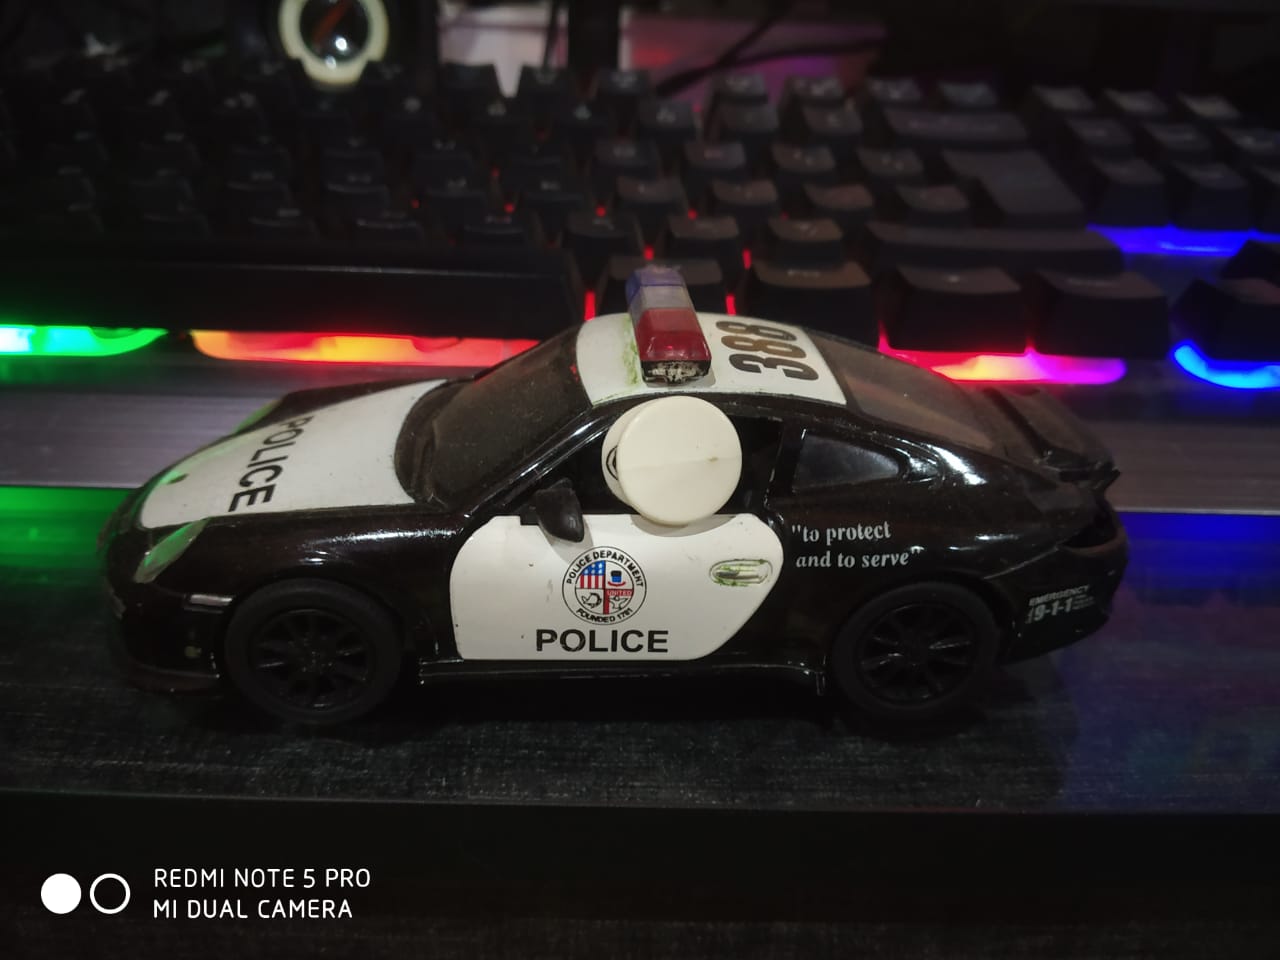 388
POLICE
"to protect
and to serve"
POLICE DEPARTMENT
UNITED
FOUNDED 1781
POLICE
EMERGENCY
9-1-1
REDMI NOTE 5 PRO
MI DUAL CAMERA